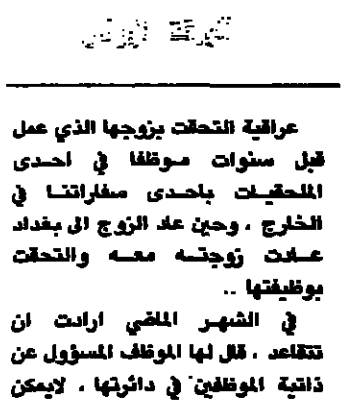 عراقية التحقت بزوجها الذي عمل
قبل سنوات موظفا في احدى
الملحقيات باحدى سفاراتنا في
الخارج ، وحين عاد الزوج الى بغداد
عادت زوجته معه والتحقت
بوظيفتها ..
في الشهر الماضي ارادت ان
تتقاعد ، قال لها الموظف المسؤول عن
ذاتية الموظفين في دائرتها ، لايمكن